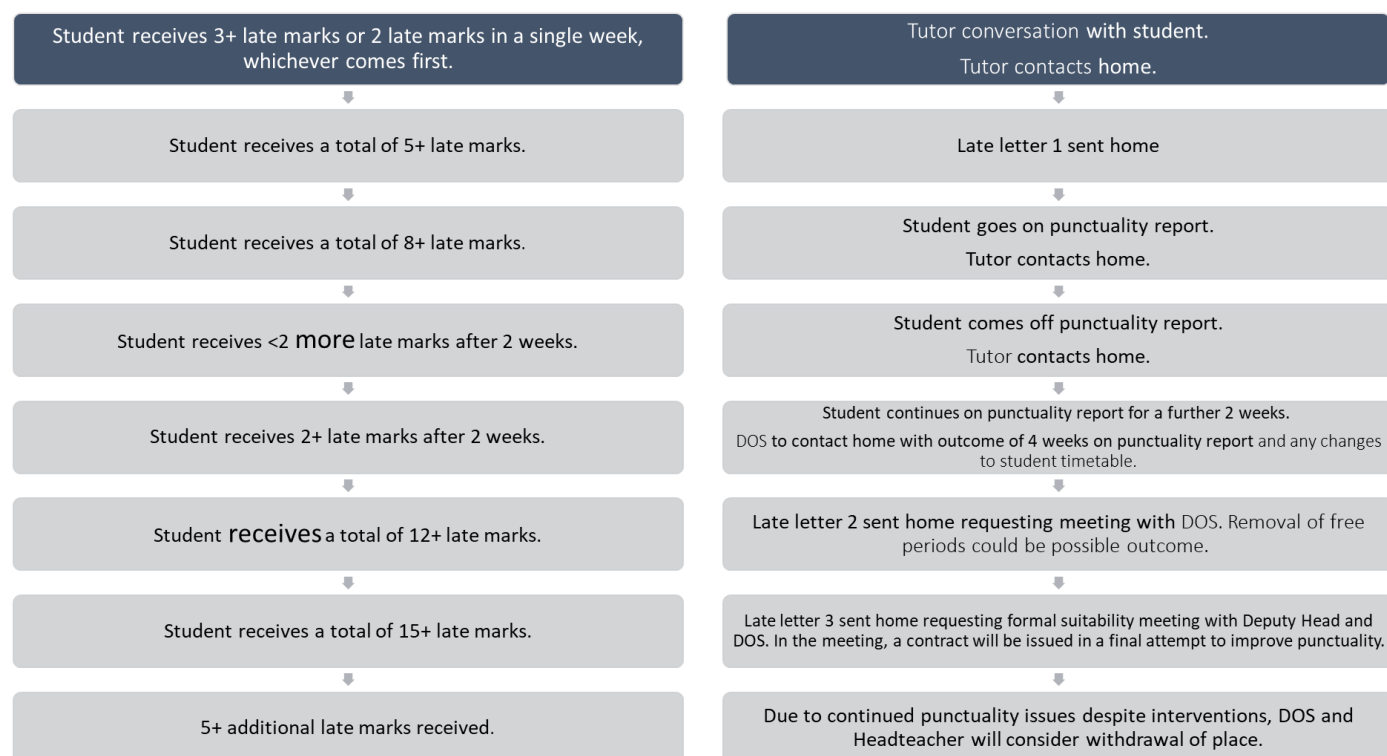 Student receives 3+ late marks or 2 late marks in a single week,
whichever comes first.
Tutor conversation with student.
Tutor contacts home.
Student receives a total of 5+ late marks.
Late letter 1 sent home
Student receives a total of 8+ late marks.
Student goes on punctuality report.
Tutor contacts home.
Student receives <2 more late marks after 2 weeks.
Student comes off punctuality report.
Tutor contacts home.
Student receives 2+ late marks after 2 weeks.
Student continues on punctuality report for a further 2 weeks.
DOS to contact home with outcome of 4 weeks on punctuality report and any changes
to student timetable.
Student receives a total of 12+ late marks.
Late letter 2 sent home requesting meeting with DOS. Removal of free
periods could be possible outcome.
Student receives a total of 15+ late marks.
Late letter 3 sent home requesting formal suitability meeting with Deputy Head and
DOS. In the meeting, a contract will be issued in a final attempt to improve punctuality.
5+ additional late marks received.
Due to continued punctuality issues despite interventions, DOS and
Headteacher will consider withdrawal of place.